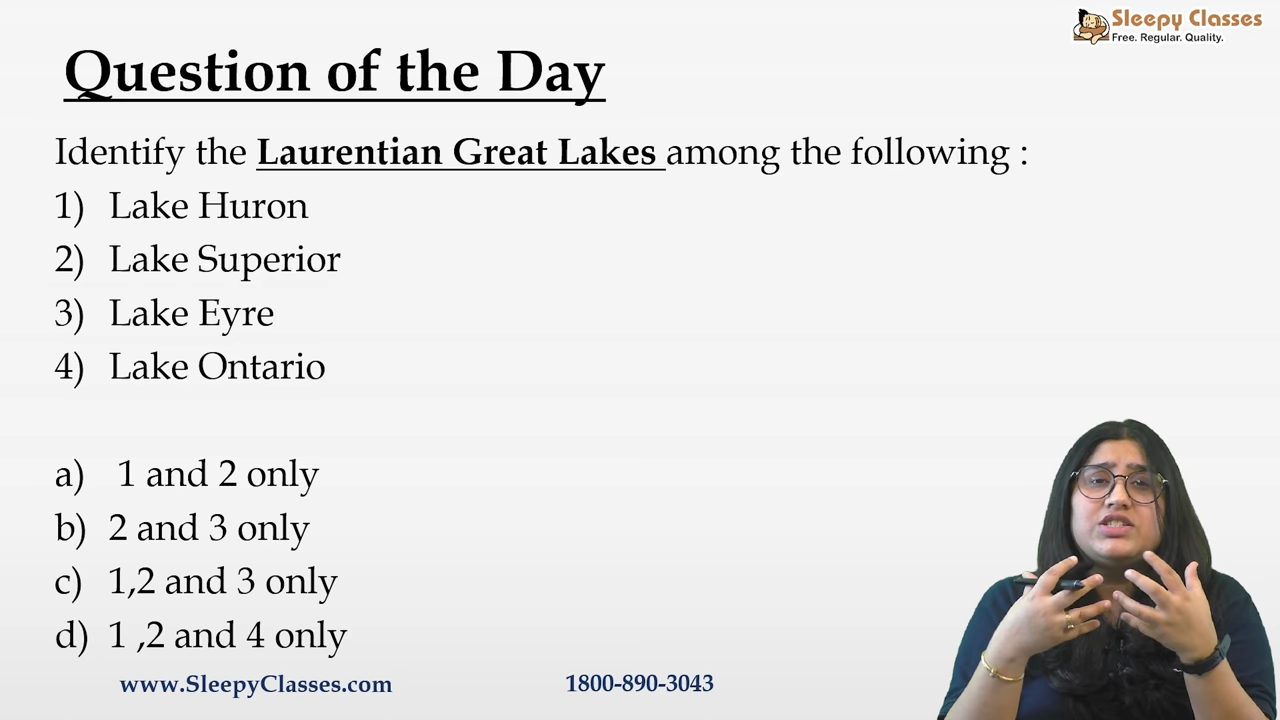 Sleepy Classes
Free. Regular. Quality.
Question of the Day
Identify the Laurentian Great Lakes among the following :
1) Lake Huron
2) Lake Superior
3) Lake Eyre
4) Lake Ontario
a) 1 and 2 only
b) 2 and 3 only
c) 1,2 and 3 only
d) 1 ,2 and 4 only
www.SleepyClasses.com 1800-890-3043